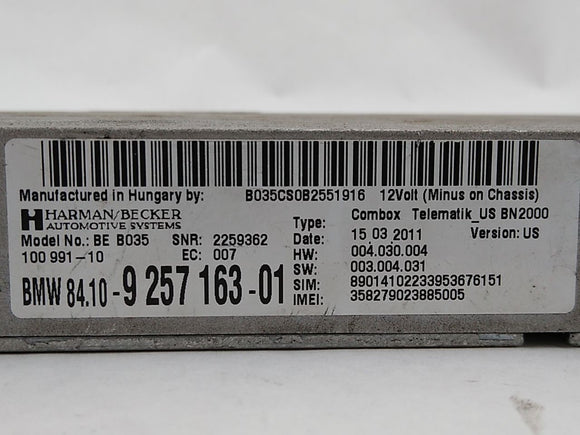 Manufactured in Hungary by: B035CS0B2551916 12Volt (Minus on Chassis)
HARMAN/BECKER
AUTOMOTIVE SYSTEMS
Type: Combox Telematik_US BN2000
Model No.: BE B035 SNR: 2259362 Date: 15 03 2011 Version: US
100 991-10 EC: 007 HW: 004.030.004
SW: 003.004.031
BMW 84.10-9 257 163-01 SIM: 89014102233953676151
IMEI: 358279023885005